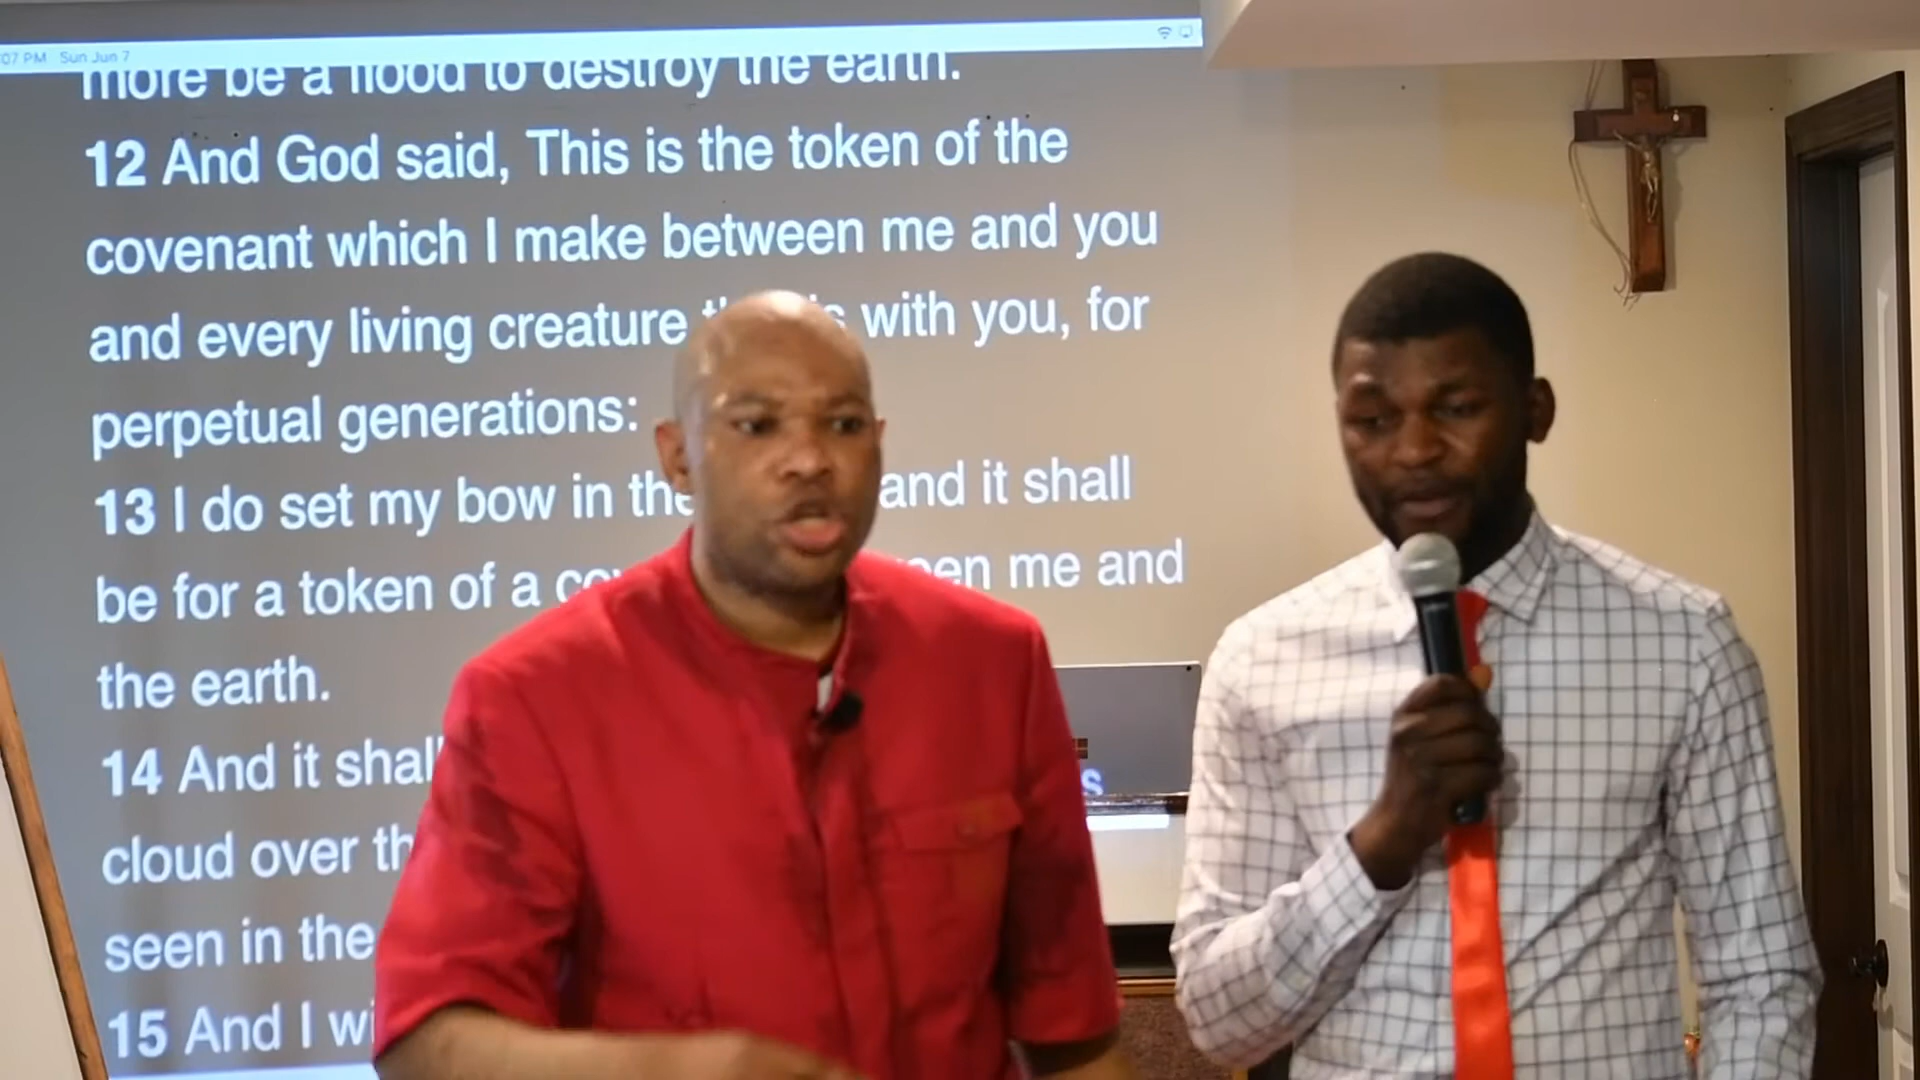 07 PM Sun Jun 7
more be a flood to destroy the earth.
12 And God said, This is the token of the
covenant which I make between me and you
and every living creature with you, for
perpetual generations:
13 I do set my bow in the and it shall
be for a token of a me and
the earth.
14 And it shall
cloud over
seen in the
15 And I